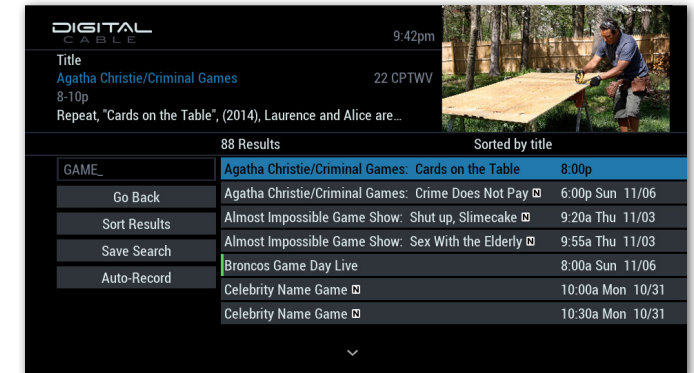 DIGITAL
CABLE
9:42pm
Title
Agatha Christie/Criminal Games 22 CPTWV
8-10p
Repeat, "Cards on the Table", (2014), Laurence and Alice are...
88 Results Sorted by title
GAME_
Go Back
Sort Results
Save Search
Auto-Record
Agatha Christie/Criminal Games: Cards on the Table 8:00p
Agatha Christie/Criminal Games: Crime Does Not Pay N 6:00p Sun 11/06
Almost Impossible Game Show: Shut up, Slimecake N 9:20a Thu 11/03
Almost Impossible Game Show: Sex With the Elderly N 9:55a Thu 11/03
Broncos Game Day Live 8:00a Sun 11/06
Celebrity Name Game N 10:00a Mon 10/31
Celebrity Name Game N 10:30a Mon 10/31